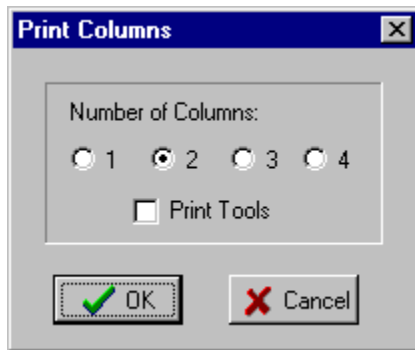 Print Columns
Number of Columns:
1 2 3 4
Print Tools
OK Cancel